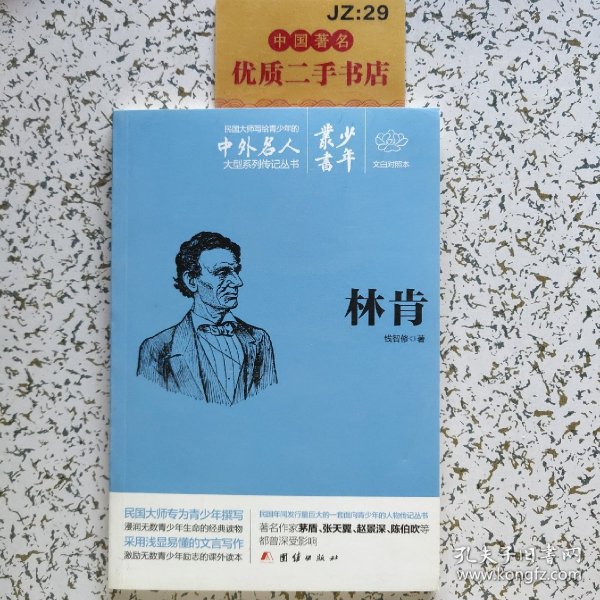 JZ:29
中国著名
优质二手书店
民国大师写给青少年的
中外名人
大型系列传记丛书
少年
叢書
文白对照本
林肯
钱智修◎著
民国大师专为青少年撰写
浸润无数青少年生命的经典读物
采用浅显易懂的文言写作
激励无数青少年励志的课外读本
民国年间发行量巨大的一套面向青少年的人物传记丛书
著名作家茅盾、张天翼、赵景深、陈伯吹等
都曾深受影响
团结出版社
孔夫子旧书网
www.kongfz.com